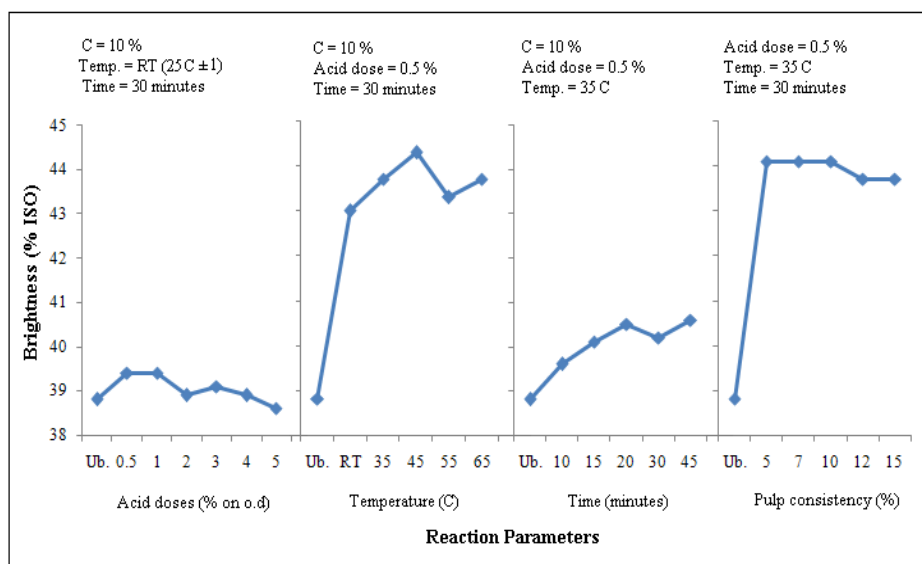 C = 10 %
Temp. = RT (25 C ±1)
Time = 30 minutes
C = 10 %
Acid dose = 0.5 %
Time = 30 minutes
C = 10 %
Acid dose = 0.5 %
Temp. = 35 C
Acid dose = 0.5 %
Temp. = 35 C
Time = 30 minutes
Brightness (% ISO)
45
44
43
42
41
40
39
38
Ub. 0.5 1 2 3 4 5
Ub. RT 35 45 55 65
Ub. 10 15 20 30 45
Ub. 5 7 10 12 15
Acid doses (% on o.d)
Temperature (C)
Time (minutes)
Pulp consistency (%)
Reaction Parameters